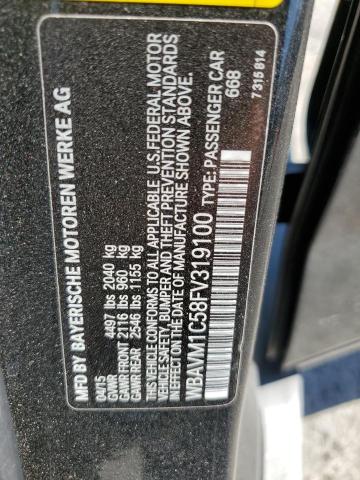 MFD BY BAYERISCHE MOTOREN WERKE AG
04/15
GVWR 4497 lbs 2040 kg
GAWR FRONT 2116 lbs 960 kg
GAWR REAR 2546 lbs 1155 kg
THIS VEHICLE CONFORMS TO ALL APPLICABLE U.S. FEDERAL MOTOR
VEHICLE SAFETY, BUMPER AND THEFT PREVENTION STANDARDS
IN EFFECT ON THE DATE OF MANUFACTURE SHOWN ABOVE.
WBAVM1C58FV319100 TYPE: PASSENGER CAR
668
7 315 814